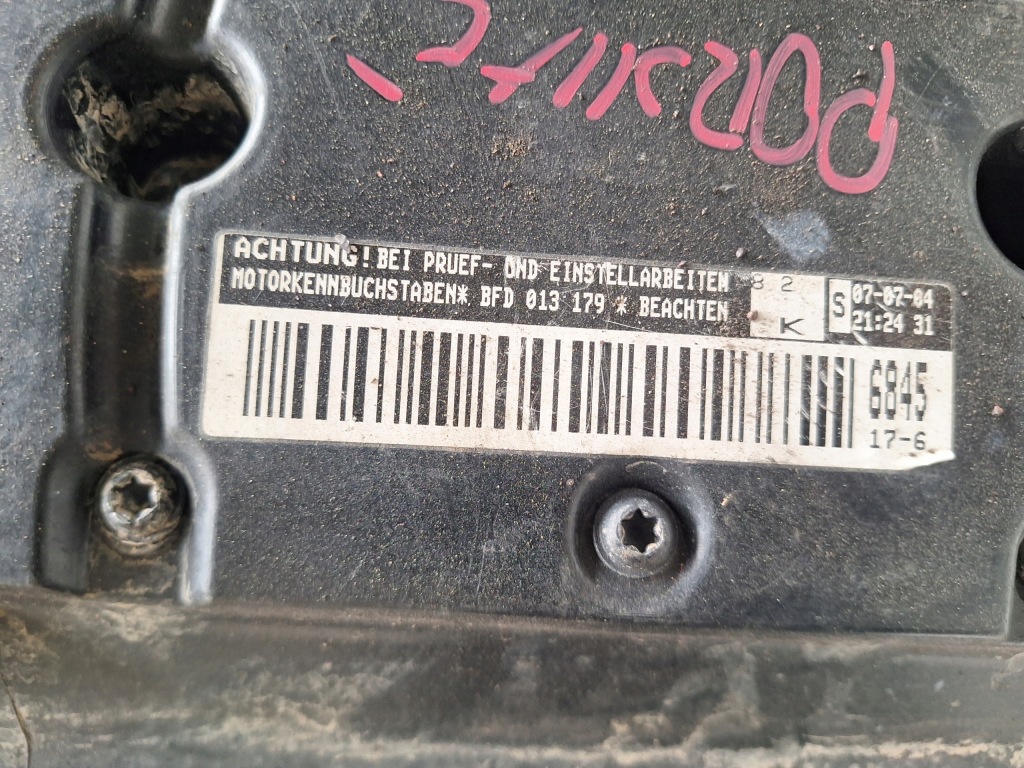 ACHTUNG! BEI PRUEF- UND EINSTELLARBEITEN
MOTORKENNBUCHSTABEN* BFD 013 179 * BEACHTEN
82
K
S
07-07-04
21:24 31
6845
17-6